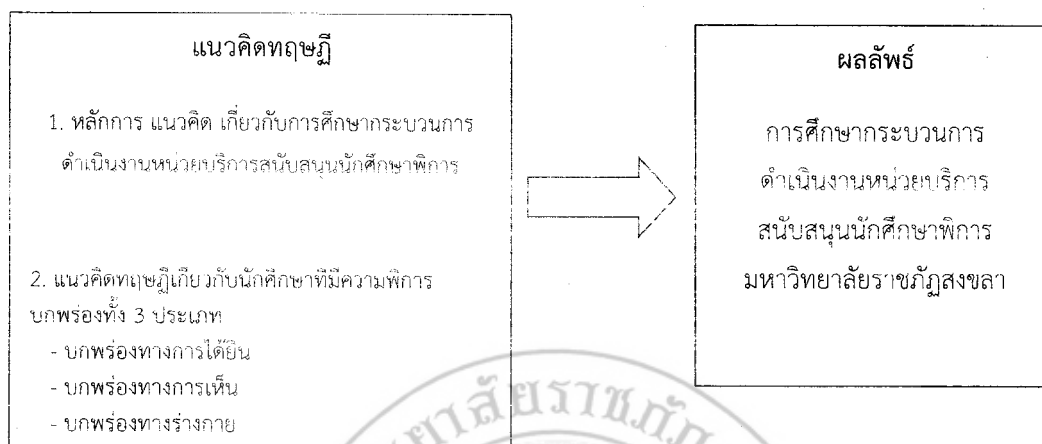 แนวคิดทฤษฎี
1. หลักการ แนวคิด เกี่ยวกับการศึกษากระบวนการ
ดำเนินงานหน่วยบริการสนับสนุนนักศึกษาพิการ
2. แนวคิดทฤษฎีเกี่ยวกับนักศึกษาที่มีความพิการ
บกพร่องทั้ง 3 ประเภท
- บกพร่องทางการได้ยิน
- บกพร่องทางการเห็น
- บกพร่องทางร่างกาย
ผลลัพธ์
การศึกษากระบวนการ
ดำเนินงานหน่วยบริการ
สนับสนุนนักศึกษาพิการ
มหาวิทยาลัยราชภัฏสงขลา
ยาลัยราชภัฏ